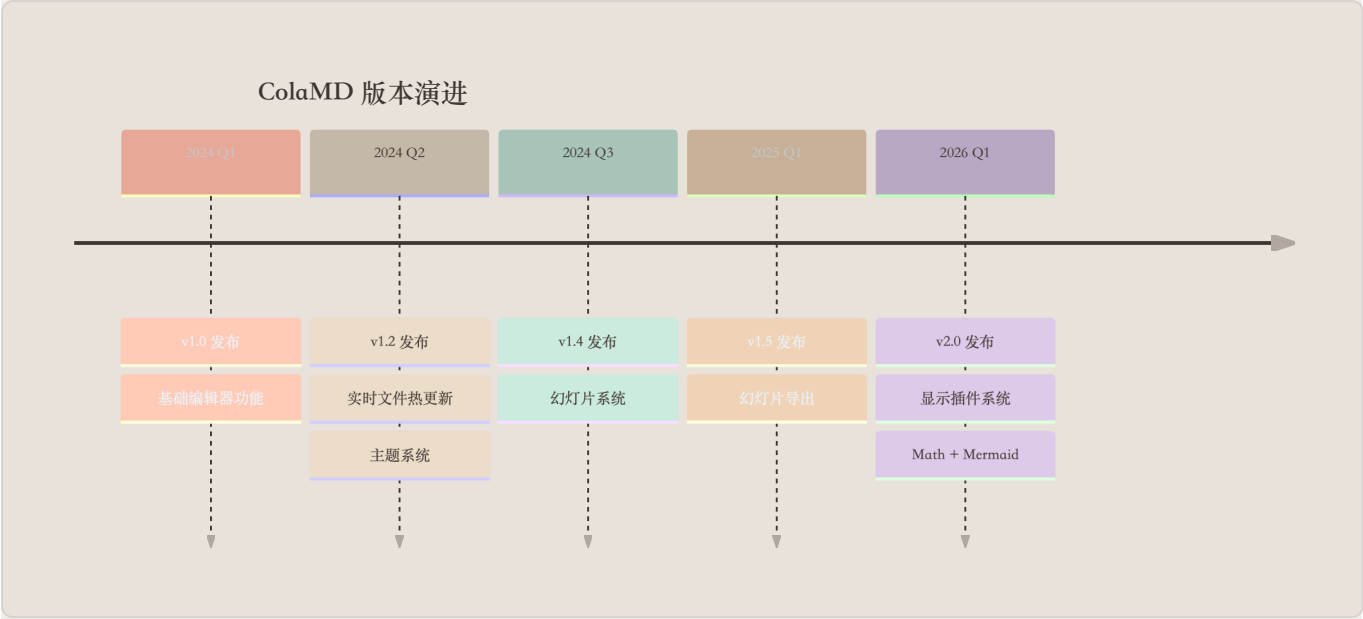 ColaMD 版本演进
2024 Q1
2024 Q2
2024 Q3
2025 Q1
2026 Q1
v1.0 发布
基础编辑器功能
v1.2 发布
实时文件热更新
主题系统
v1.4 发布
幻灯片系统
v1.5 发布
幻灯片导出
v2.0 发布
显示插件系统
Math + Mermaid